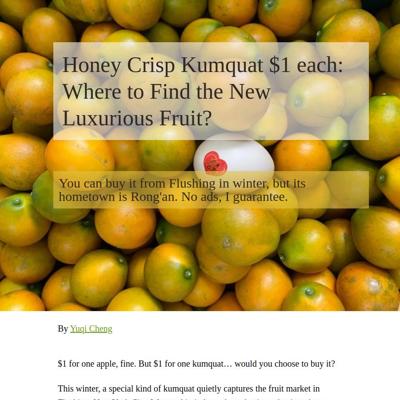 Honey Crisp Kumquat $1 each:
Where to Find the New
Luxurious Fruit?
You can buy it from Flushing in winter, but its
hometown is Rong'an. No ads, I guarantee.
By Yuqi Cheng
$1 for one apple, fine. But $1 for one kumquat… would you choose to buy it?
This winter, a special kind of kumquat quietly captures the fruit market in